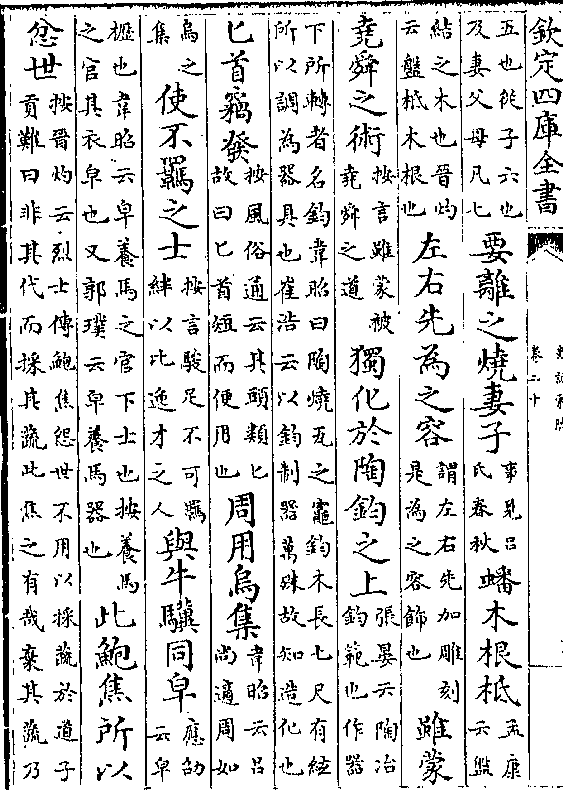 欽定四庫全書
史記索隱
卷二十
五也從子六也
及妻父母凡七
要離之燒妻子
事見呂
氏春秋
蟠木根柢
孟康
云盤
結之木也晉灼
云盤柢木根也
左右先為之容
謂左右先加雕刻
是為之容飾也
雖蒙
堯舜之術
按言雖蒙被
堯舜之道
獨化於陶鈞之上
張晏云陶冶
鈞範也作器
下所轉者名鈞韋昭曰陶燒瓦之竈鈞木長七尺有絃
所以調為器具也崔浩云以鈞制器萬殊故知造化也
匕首竊發
按風俗通云其頭類匕
故曰匕首短而便用也
周用烏集
韋昭云呂
尚適周如
烏之
集
使不羈之士
按言駿足不可羈
絆以比逸才之人
與牛驥同皁
應劭
云皁
櫪也韋昭云皁養馬之官下士也按養馬
之官其衣皁也又郭璞云皁養馬器也
此鮑焦所以
忿世
按晉灼云烈士傳鮑焦怨世不用以採蔬於道子
貢難曰非其代而採其蔬此焦之有哉棄其蔬乃